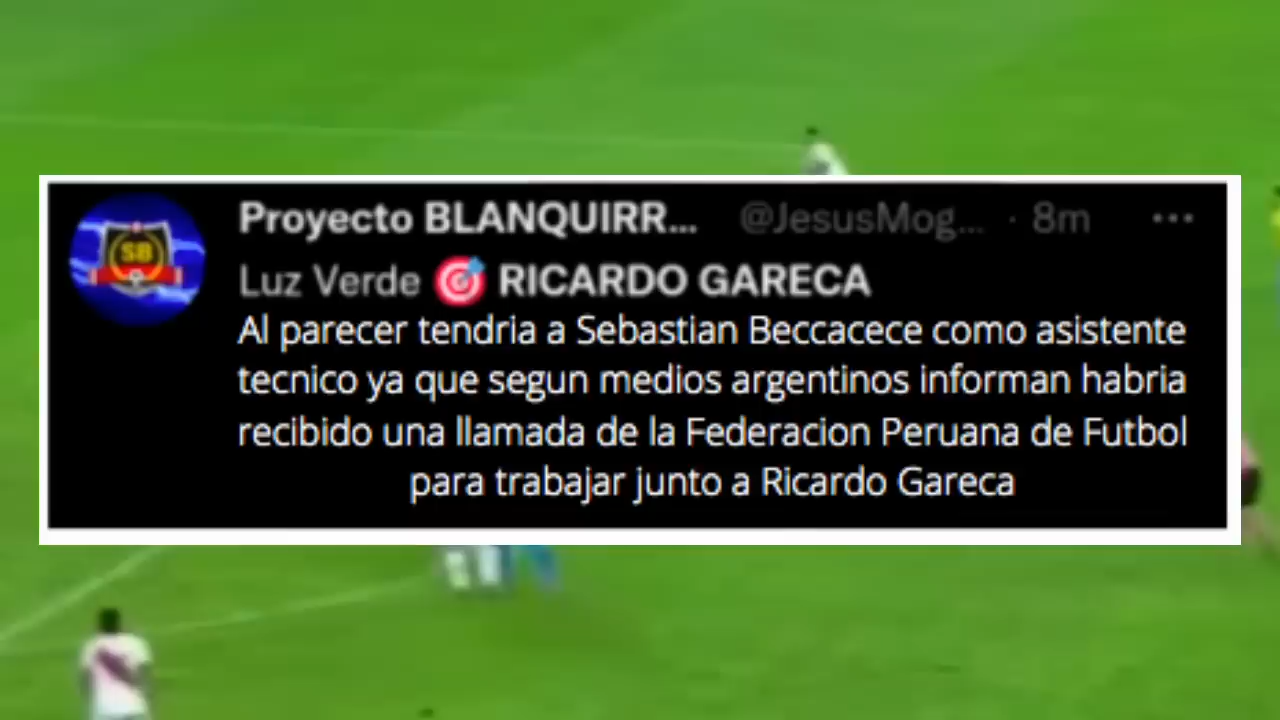 SB
Proyecto BLANQUIRR... @JesusMog... · 8m ...
Luz Verde 🎯 RICARDO GARECA
Al parecer tendria a Sebastian Beccacece como asistente
tecnico ya que segun medios argentinos informan habria
recibido una llamada de la Federacion Peruana de Futbol
para trabajar junto a Ricardo Gareca